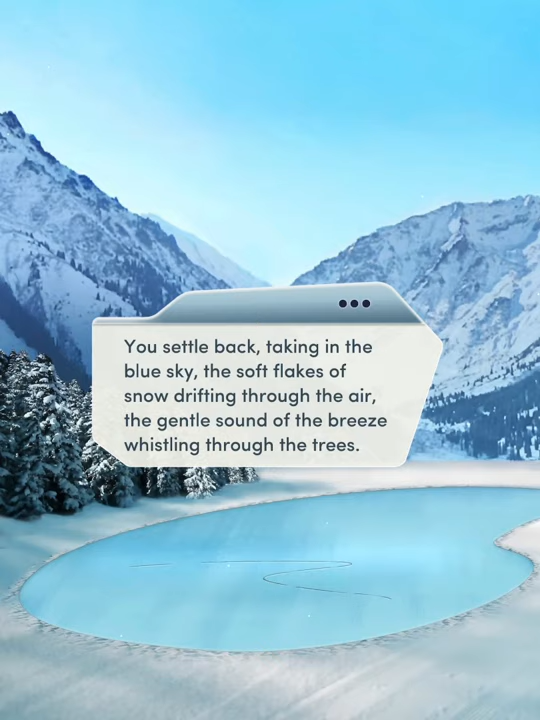 You settle back, taking in the
blue sky, the soft flakes of
snow drifting through the air,
the gentle sound of the breeze
whistling through the trees.